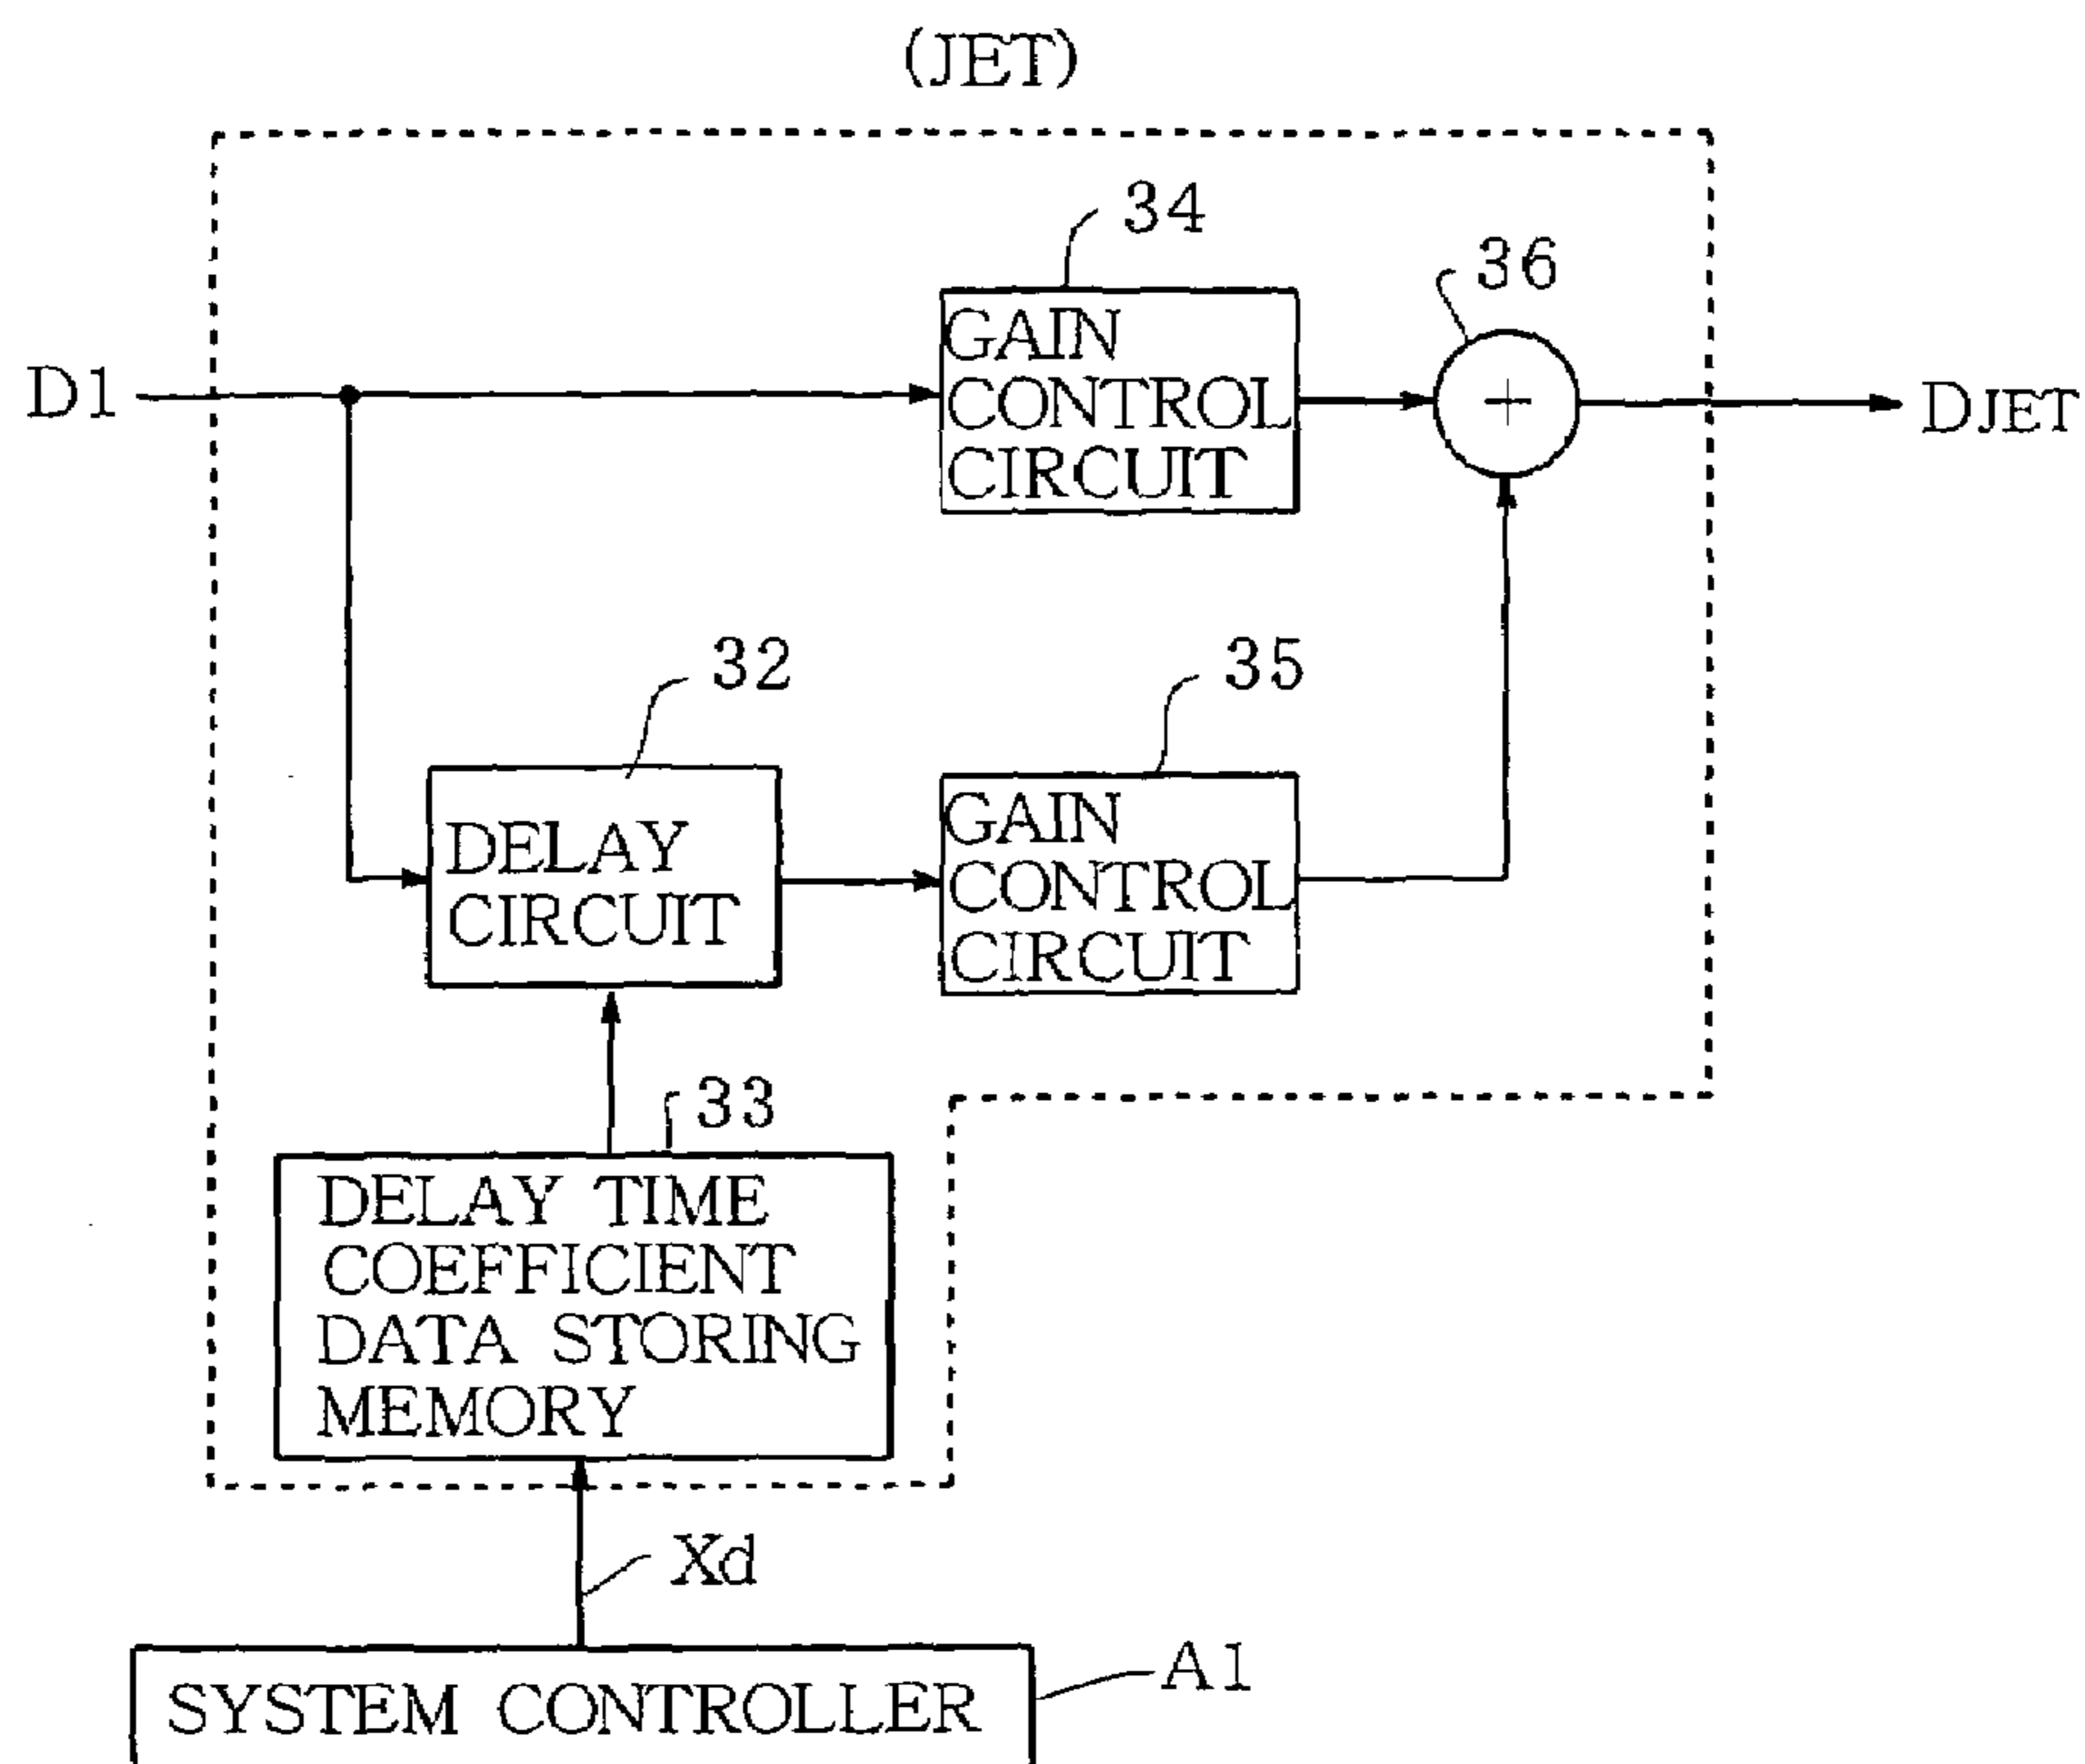 (JET)
34
36
GAIN
CONTROL
CIRCUIT
D1
+
DJET
32
35
DELAY
CIRCUIT
GAIN
CONTROL
CIRCUIT
33
DELAY TIME
COEFFICIENT
DATA STORING
MEMORY
Xd
A1
SYSTEM CONTROLLER